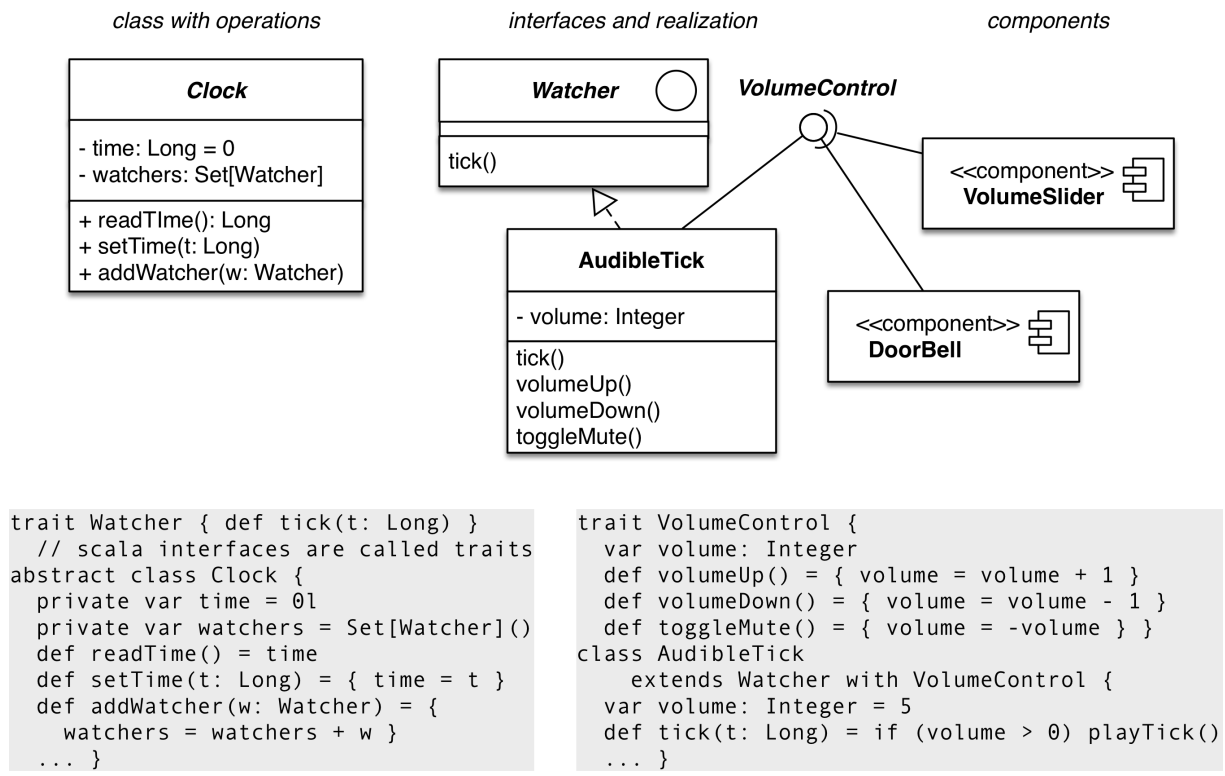 class with operations
interfaces and realization
components
Clock
- time: Long = 0
- watchers: Set[Watcher]
+ readTIme(): Long
+ setTime(t: Long)
+ addWatcher(w: Watcher)
Watcher
tick()
VolumeControl
<<component>>
VolumeSlider
AudibleTick
- volume: Integer
tick()
volumeUp()
volumeDown()
toggleMute()
<<component>>
DoorBell
trait Watcher { def tick(t: Long) }
  // scala interfaces are called traits
abstract class Clock {
  private var time = 0l
  private var watchers = Set[Watcher]()
  def readTime() = time
  def setTime(t: Long) = { time = t }
  def addWatcher(w: Watcher) = {
    watchers = watchers + w }
  ... }
trait VolumeControl {
  var volume: Integer
  def volumeUp() = { volume = volume + 1 }
  def volumeDown() = { volume = volume - 1 }
  def toggleMute() = { volume = -volume } }
class AudibleTick
    extends Watcher with VolumeControl {
  var volume: Integer = 5
  def tick(t: Long) = if (volume > 0) playTick()
  ... }